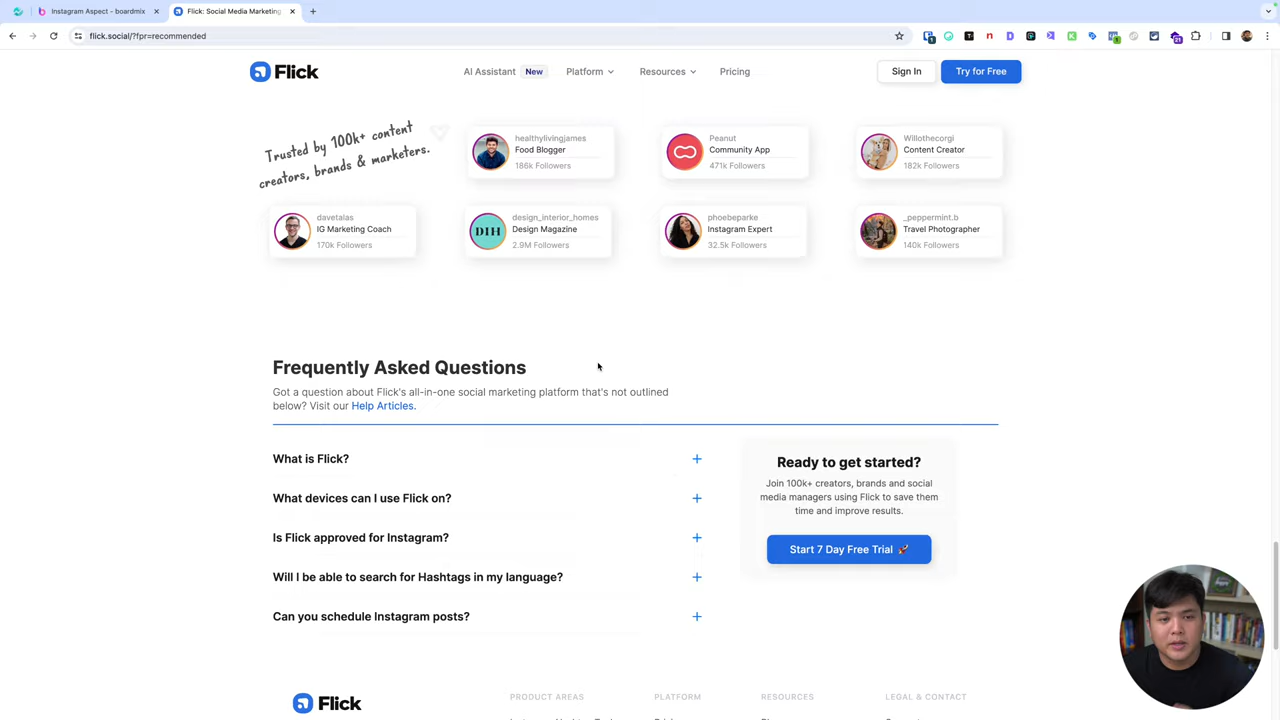 Instagram Aspect - boardmix
Flick: Social Media Marketing
flick.social/?fpr=recommended
Flick
AI Assistant
New
Platform
Resources
Pricing
Sign In
Try for Free
Trusted by 100k+ content
creators, brands & marketers.
healthylivingjames
Food Blogger
186k Followers
Peanut
Community App
471k Followers
Willothecorgi
Content Creator
182k Followers
davetalas
IG Marketing Coach
170k Followers
design_interior_homes
DIH
Design Magazine
2.9M Followers
phoebeparke
Instagram Expert
32.5k Followers
_peppermint.b
Travel Photographer
140k Followers
Frequently Asked Questions
Got a question about Flick's all-in-one social marketing platform that's not outlined
below? Visit our Help Articles.
What is Flick?
What devices can I use Flick on?
Is Flick approved for Instagram?
Will I be able to search for Hashtags in my language?
Can you schedule Instagram posts?
Ready to get started?
Join 100k+ creators, brands and social
media managers using Flick to save them
time and improve results.
Start 7 Day Free Trial 🚀
Flick
PRODUCT AREAS
PLATFORM
RESOURCES
LEGAL & CONTACT